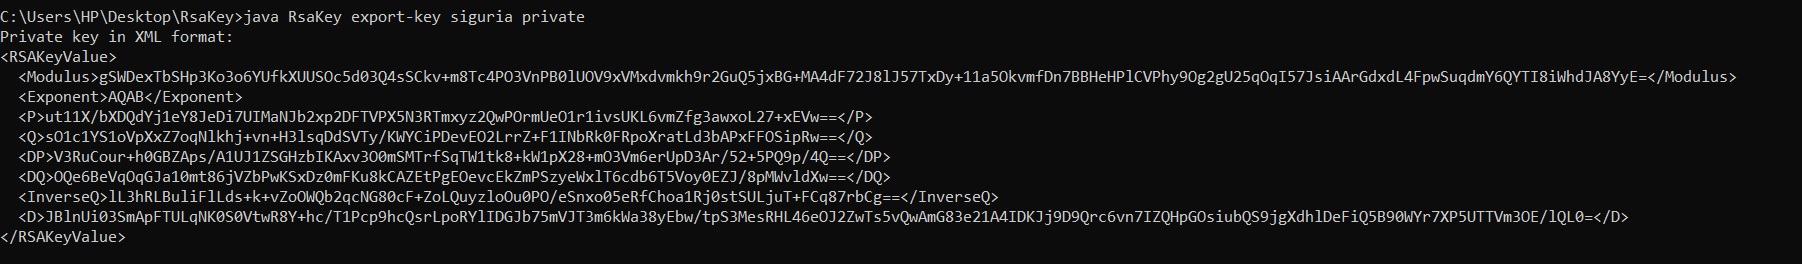 C:\Users\HP\Desktop\RsaKey>java RsaKey export-key siguria private
Private key in XML format:
<RSAKeyValue>
  <Modulus>gSWDexTbSHp3Ko3o6YUfkXUUSOc5d03Q4sSCkv+m8Tc4PO3VnPB0lUOV9xVMxdvmkh9r2GuQ5jxBG+MA4dF72J8lJ57TxDy+11a5OkvmfDn7BBHeHPlCVPhy9Og2gU25qOqI57JsiAArGdxdL4FpwSuqdmY6QYTI8iWhdJA8YyE=</Modulus>
  <Exponent>AQAB</Exponent>
  <P>ut11X/bXDQdYj1eY8JeDi7UIMaNJb2xp2DFTVPX5N3RTmxyz2QwPOrmUeO1r1ivsUKL6vmZfg3awxoL27+xEVw==</P>
  <Q>sO1c1YS1oVpXxZ7oqNlkhj+vn+H3lsqDdSVTy/KWYCiPDevEO2LrrZ+F1INbRk0FRpoXratLd3bAPxFFOSipRw==</Q>
  <DP>V3RuCour+h0GBZAps/A1UJ1ZSGHzbIKAxv3O0mSMTrfSqTW1tk8+kW1pX28+mO3Vm6erUpD3Ar/52+5PQ9p/4Q==</DP>
  <DQ>OQe6BeVqOqGJa10mt86jVZbPwKSxDz0mFKu8kCAZEtPgEOevcEkZmPSzyeWxlT6cdb6T5Voy0EZJ/8pMWvldXw==</DQ>
  <InverseQ>lL3hRLBuliFlLds+k+vZoOWQb2qcNG80cF+ZoLQuyzloOu0PO/eSnxo05eRfChoa1Rj0stSULjuT+FCq87rbCg==</InverseQ>
  <D>JBlnUi03SmApFTULqNK0S0VtwR8Y+hc/T1Pcp9hcQsrLpoRYlIDGJb75mVJT3m6kWa38yEbw/tpS3MesRHL46eOJ2ZwTs5vQwAmG83e21A4IDKJj9D9Qrc6vn7IZQHpGOsiubQS9jgXdhlDeFiQ5B90WYr7XP5UTTVm3OE/lQL0=</D>
</RSAKeyValue>